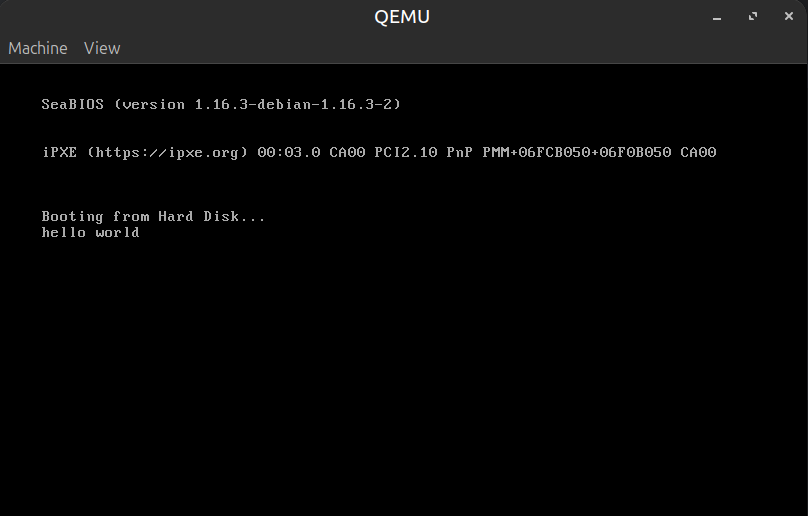 QEMU
Machine View
SeaBIOS (version 1.16.3-debian-1.16.3-2)
iPXE (https://ipxe.org) 00:03.0 CA00 PCI2.10 PnP PMM+06FCB050+06F0B050 CA00
Booting from Hard Disk...
hello world